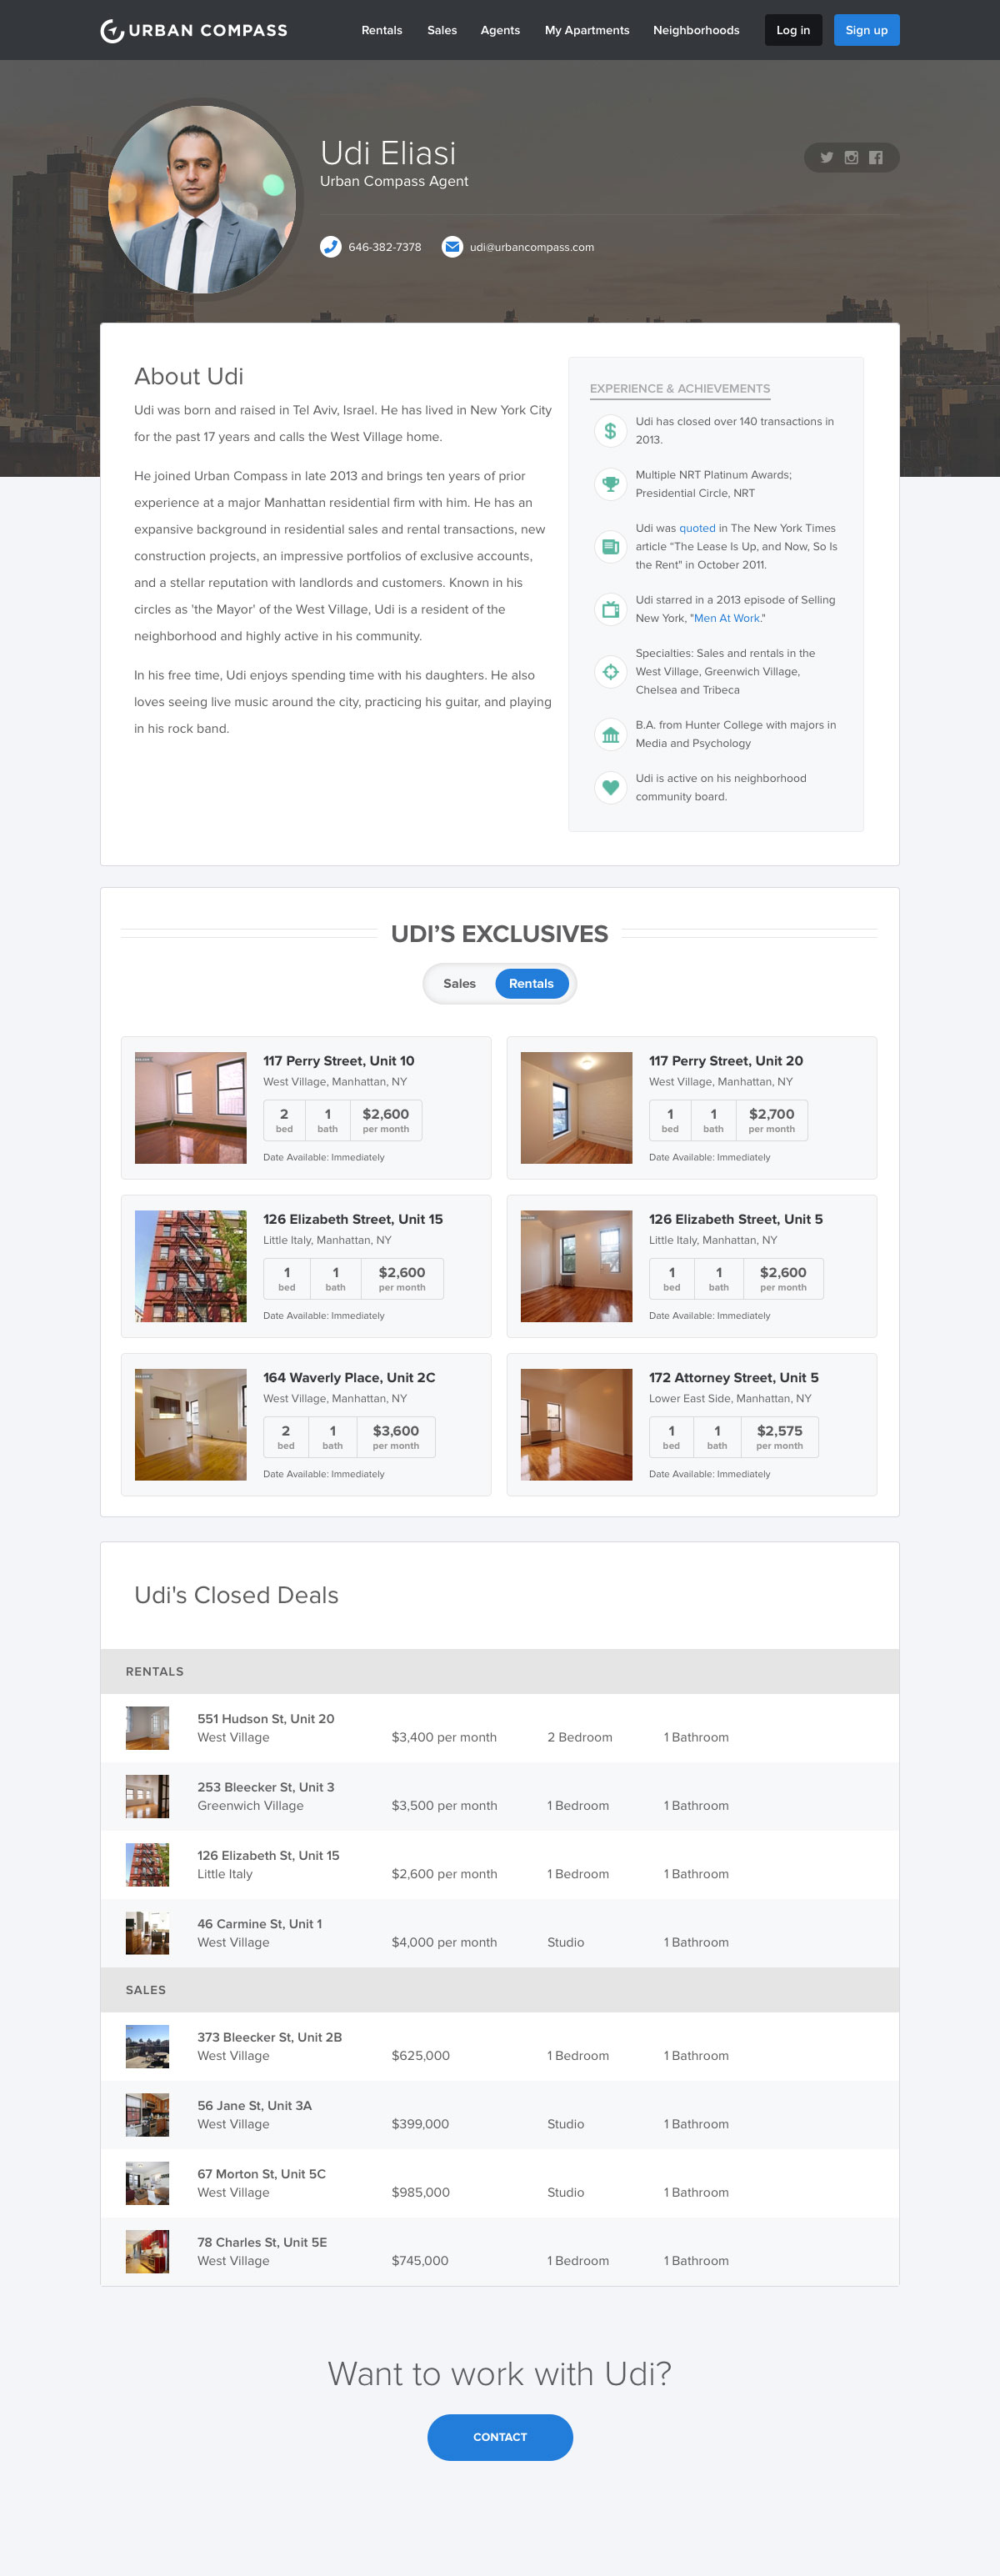 URBAN COMPASS
Rentals Sales Agents My Apartments Neighborhoods Log in Sign up
Udi Eliasi
Urban Compass Agent
646-382-7378 udi@urbancompass.com
About Udi
Udi was born and raised in Tel Aviv, Israel. He has lived in New York City
for the past 17 years and calls the West Village home.
He joined Urban Compass in late 2013 and brings ten years of prior
experience at a major Manhattan residential firm with him. He has an
expansive background in residential sales and rental transactions, new
construction projects, an impressive portfolios of exclusive accounts,
and a stellar reputation with landlords and customers. Known in his
circles as 'the Mayor' of the West Village, Udi is a resident of the
neighborhood and highly active in his community.
In his free time, Udi enjoys spending time with his daughters. He also
loves seeing live music around the city, practicing his guitar, and playing
in his rock band.
EXPERIENCE & ACHIEVEMENTS
Udi has closed over 140 transactions in
2013.
Multiple NRT Platinum Awards;
Presidential Circle, NRT
Udi was quoted in The New York Times
article “The Lease Is Up, and Now, So Is
the Rent" in October 2011.
Udi starred in a 2013 episode of Selling
New York, "Men At Work."
Specialties: Sales and rentals in the
West Village, Greenwich Village,
Chelsea and Tribeca
B.A. from Hunter College with majors in
Media and Psychology
Udi is active on his neighborhood
community board.
UDI’S EXCLUSIVES
Sales Rentals
117 Perry Street, Unit 10
West Village, Manhattan, NY
2 1 $2,600
bed bath per month
Date Available: Immediately
117 Perry Street, Unit 20
West Village, Manhattan, NY
1 1 $2,700
bed bath per month
Date Available: Immediately
126 Elizabeth Street, Unit 15
Little Italy, Manhattan, NY
1 1 $2,600
bed bath per month
Date Available: Immediately
126 Elizabeth Street, Unit 5
Little Italy, Manhattan, NY
1 1 $2,600
bed bath per month
Date Available: Immediately
164 Waverly Place, Unit 2C
West Village, Manhattan, NY
2 1 $3,600
bed bath per month
Date Available: Immediately
172 Attorney Street, Unit 5
Lower East Side, Manhattan, NY
1 1 $2,575
bed bath per month
Date Available: Immediately
Udi's Closed Deals
RENTALS
551 Hudson St, Unit 20
West Village $3,400 per month 2 Bedroom 1 Bathroom
253 Bleecker St, Unit 3
Greenwich Village $3,500 per month 1 Bedroom 1 Bathroom
126 Elizabeth St, Unit 15
Little Italy $2,600 per month 1 Bedroom 1 Bathroom
46 Carmine St, Unit 1
West Village $4,000 per month Studio 1 Bathroom
SALES
373 Bleecker St, Unit 2B
West Village $625,000 1 Bedroom 1 Bathroom
56 Jane St, Unit 3A
West Village $399,000 Studio 1 Bathroom
67 Morton St, Unit 5C
West Village $985,000 Studio 1 Bathroom
78 Charles St, Unit 5E
West Village $745,000 1 Bedroom 1 Bathroom
Want to work with Udi?
CONTACT